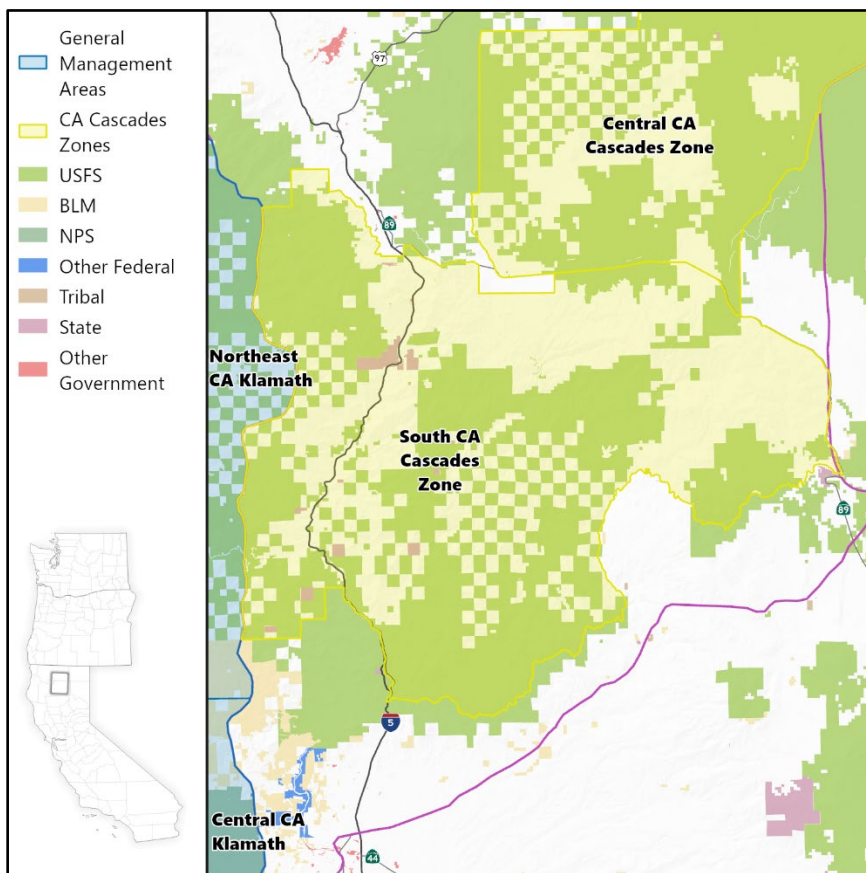 General
Management
Areas
CA Cascades
Zones
USFS
BLM
NPS
Other Federal
Tribal
State
Other
Government
97
Central CA
Cascades Zone
89
Northeast
CA Klamath
South CA
Cascades
Zone
89
5
Central CA
Klamath
44